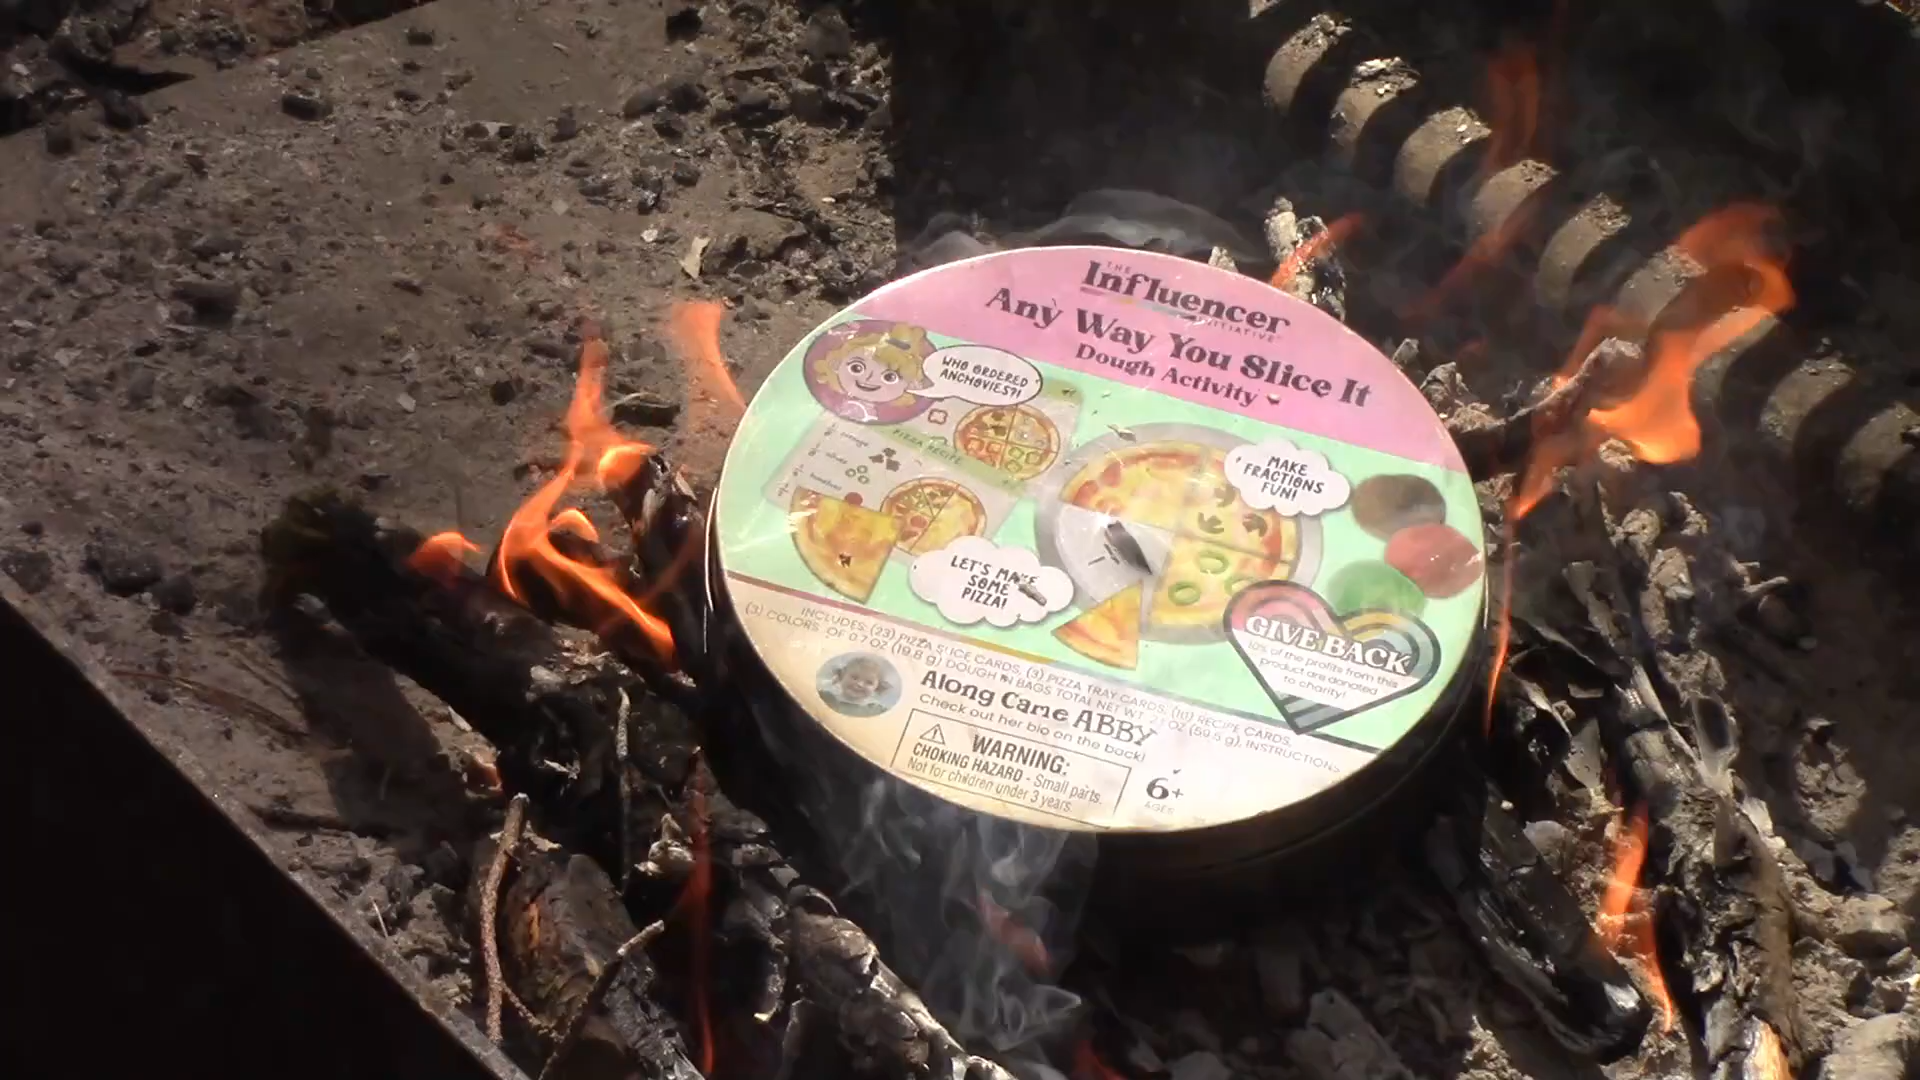 THE
Influencer
INITIATIVE
Any Way You Slice It
Dough Activity
WHO ORDERED
ANCHOVIES?!
PIZZA RECIPE
MAKE
FRACTIONS
FUN!
LET'S MAKE
SOME
PIZZA!
GIVE BACK
10% of the profits from this
product are donated
to charity!
INCLUDES: (23) PIZZA SLICE CARDS, (3) PIZZA TRAY CARDS, (10) RECIPE CARDS,
(3) COLORS OF 0.7 OZ (19.8 g) DOUGH IN BAGS TOTAL NET WT. 2.1 OZ (59.5 g), INSTRUCTIONS
Along Came ABBY
Check out her bio on the back!
WARNING:
CHOKING HAZARD - Small parts.
Not for children under 3 years.
6+
AGES